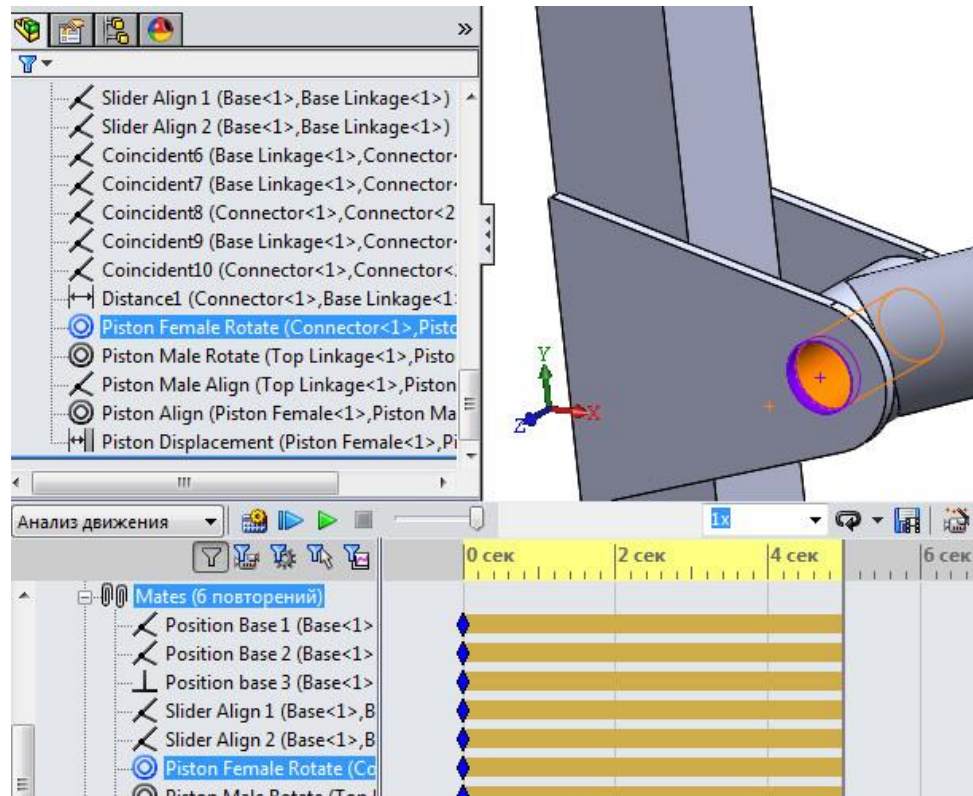 »
Slider Align 1 (Base<1>,Base Linkage<1>)
Slider Align 2 (Base<1>,Base Linkage<1>)
Coincident6 (Base Linkage<1>,Connector<
Coincident7 (Base Linkage<1>,Connector<
Coincident8 (Connector<1>,Connector<2
Coincident9 (Base Linkage<1>,Connector<
Coincident10 (Connector<1>,Connector<
Distance1 (Connector<1>,Base Linkage<1
Piston Female Rotate (Connector<1>,Pisto
Piston Male Rotate (Top Linkage<1>,Pisto
Piston Male Align (Top Linkage<1>,Piston
Piston Align (Piston Female<1>,Piston Ma
Piston Displacement (Piston Female<1>,Pi
Y
Z
X
Анализ движения
1x
0 сек
2 сек
4 сек
6 сек
Mates (6 повторений)
Position Base 1 (Base<1>
Position Base 2 (Base<1>
Position base 3 (Base<1>
Slider Align 1 (Base<1>,B
Slider Align 2 (Base<1>,B
Piston Female Rotate (Co
Piston Male Rotate (Top